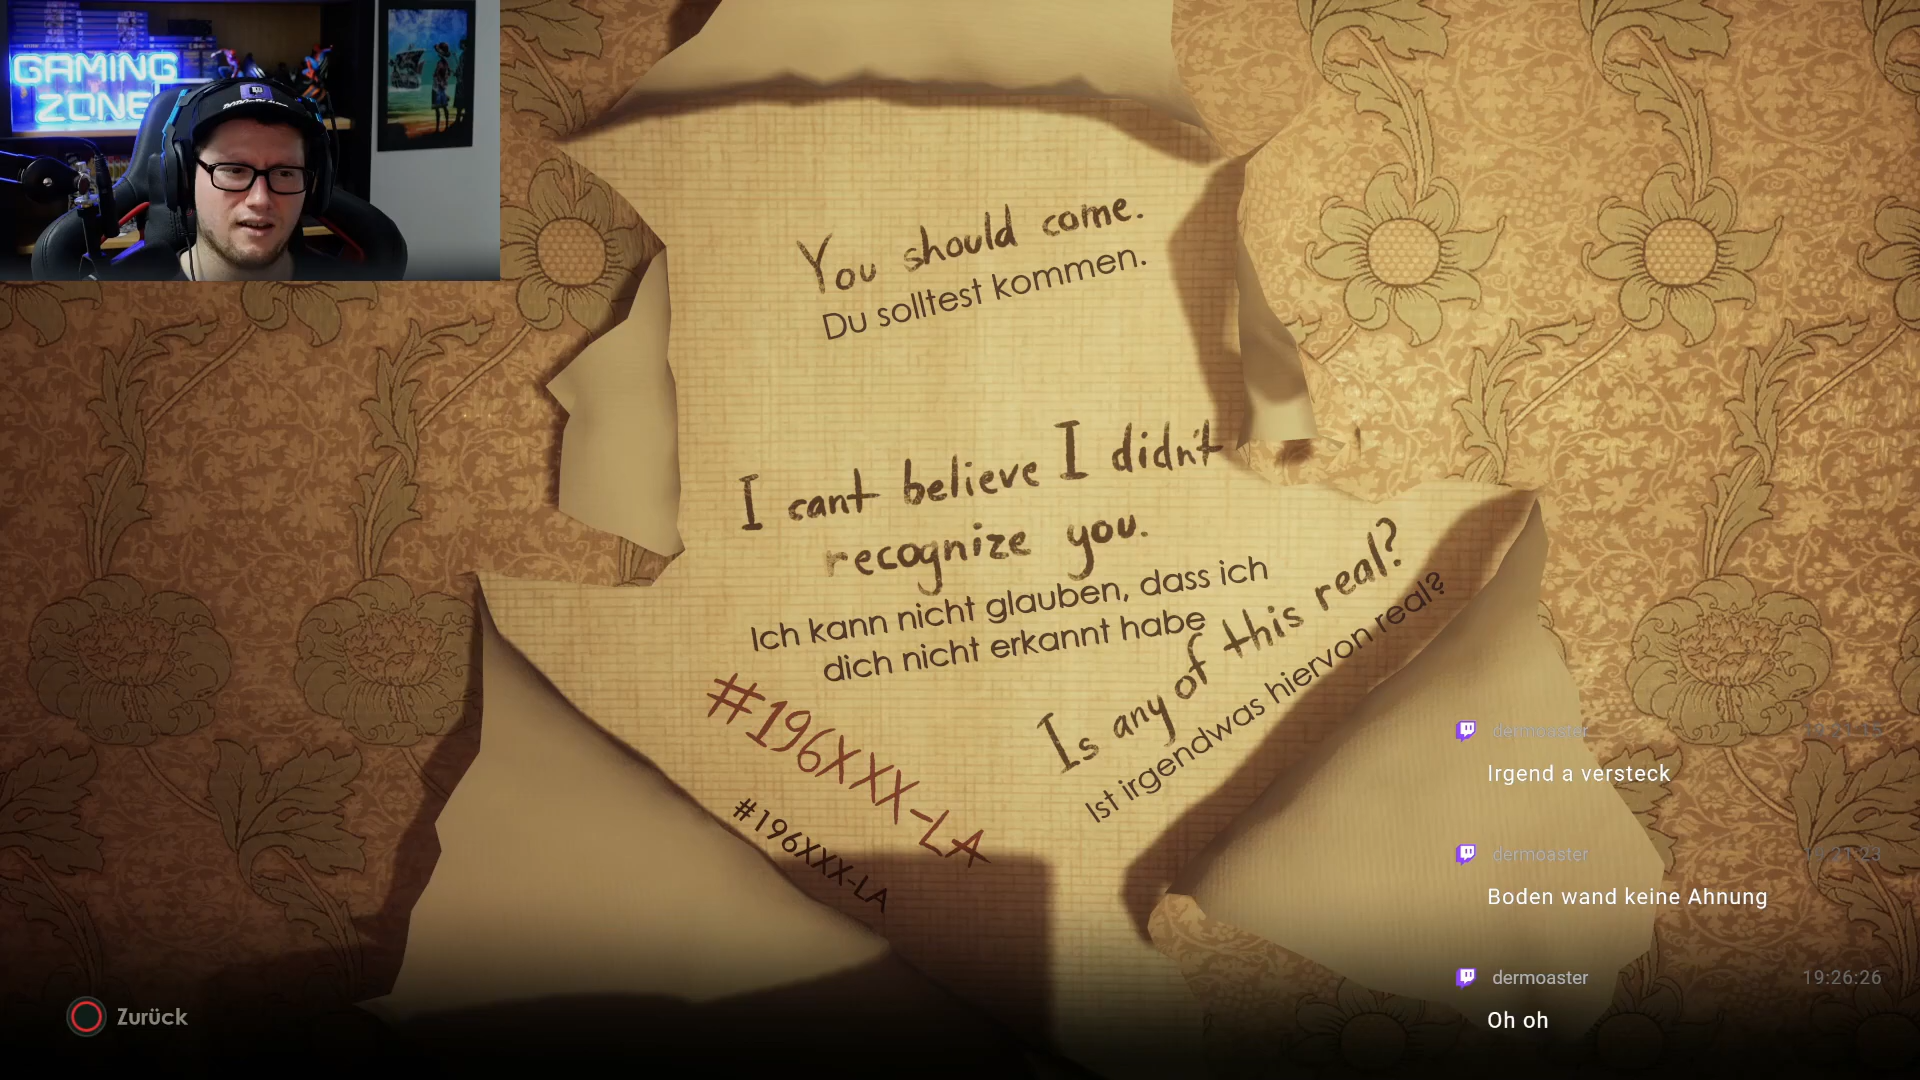 GAMING
ZONE
You should come.
Du solltest kommen.
I cant believe I didn't
recognize you.
Ich kann nicht glauben, dass ich
dich nicht erkannt habe
Is any of this real?
Ist irgendwas hiervon real?
#196XXX-LA
#196XXX-LA
dermoaster
Irgend a versteck
dermoaster
Boden wand keine Ahnung
dermoaster 19:26:26
Oh oh
Zurück